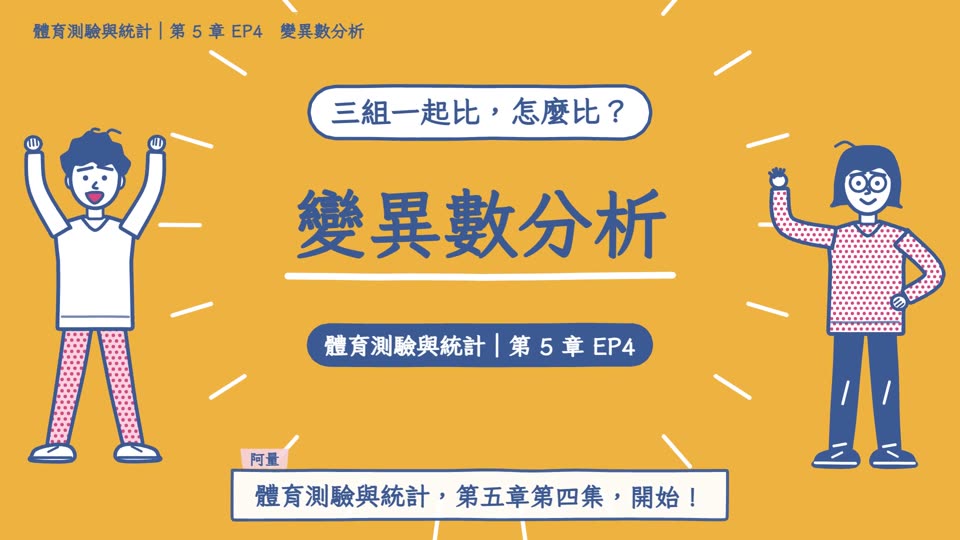 體育測驗與統計｜第 5 章 EP4　變異數分析
三組一起比，怎麼比？
變異數分析
體育測驗與統計｜第 5 章 EP4
阿量
體育測驗與統計，第五章第四集，開始！